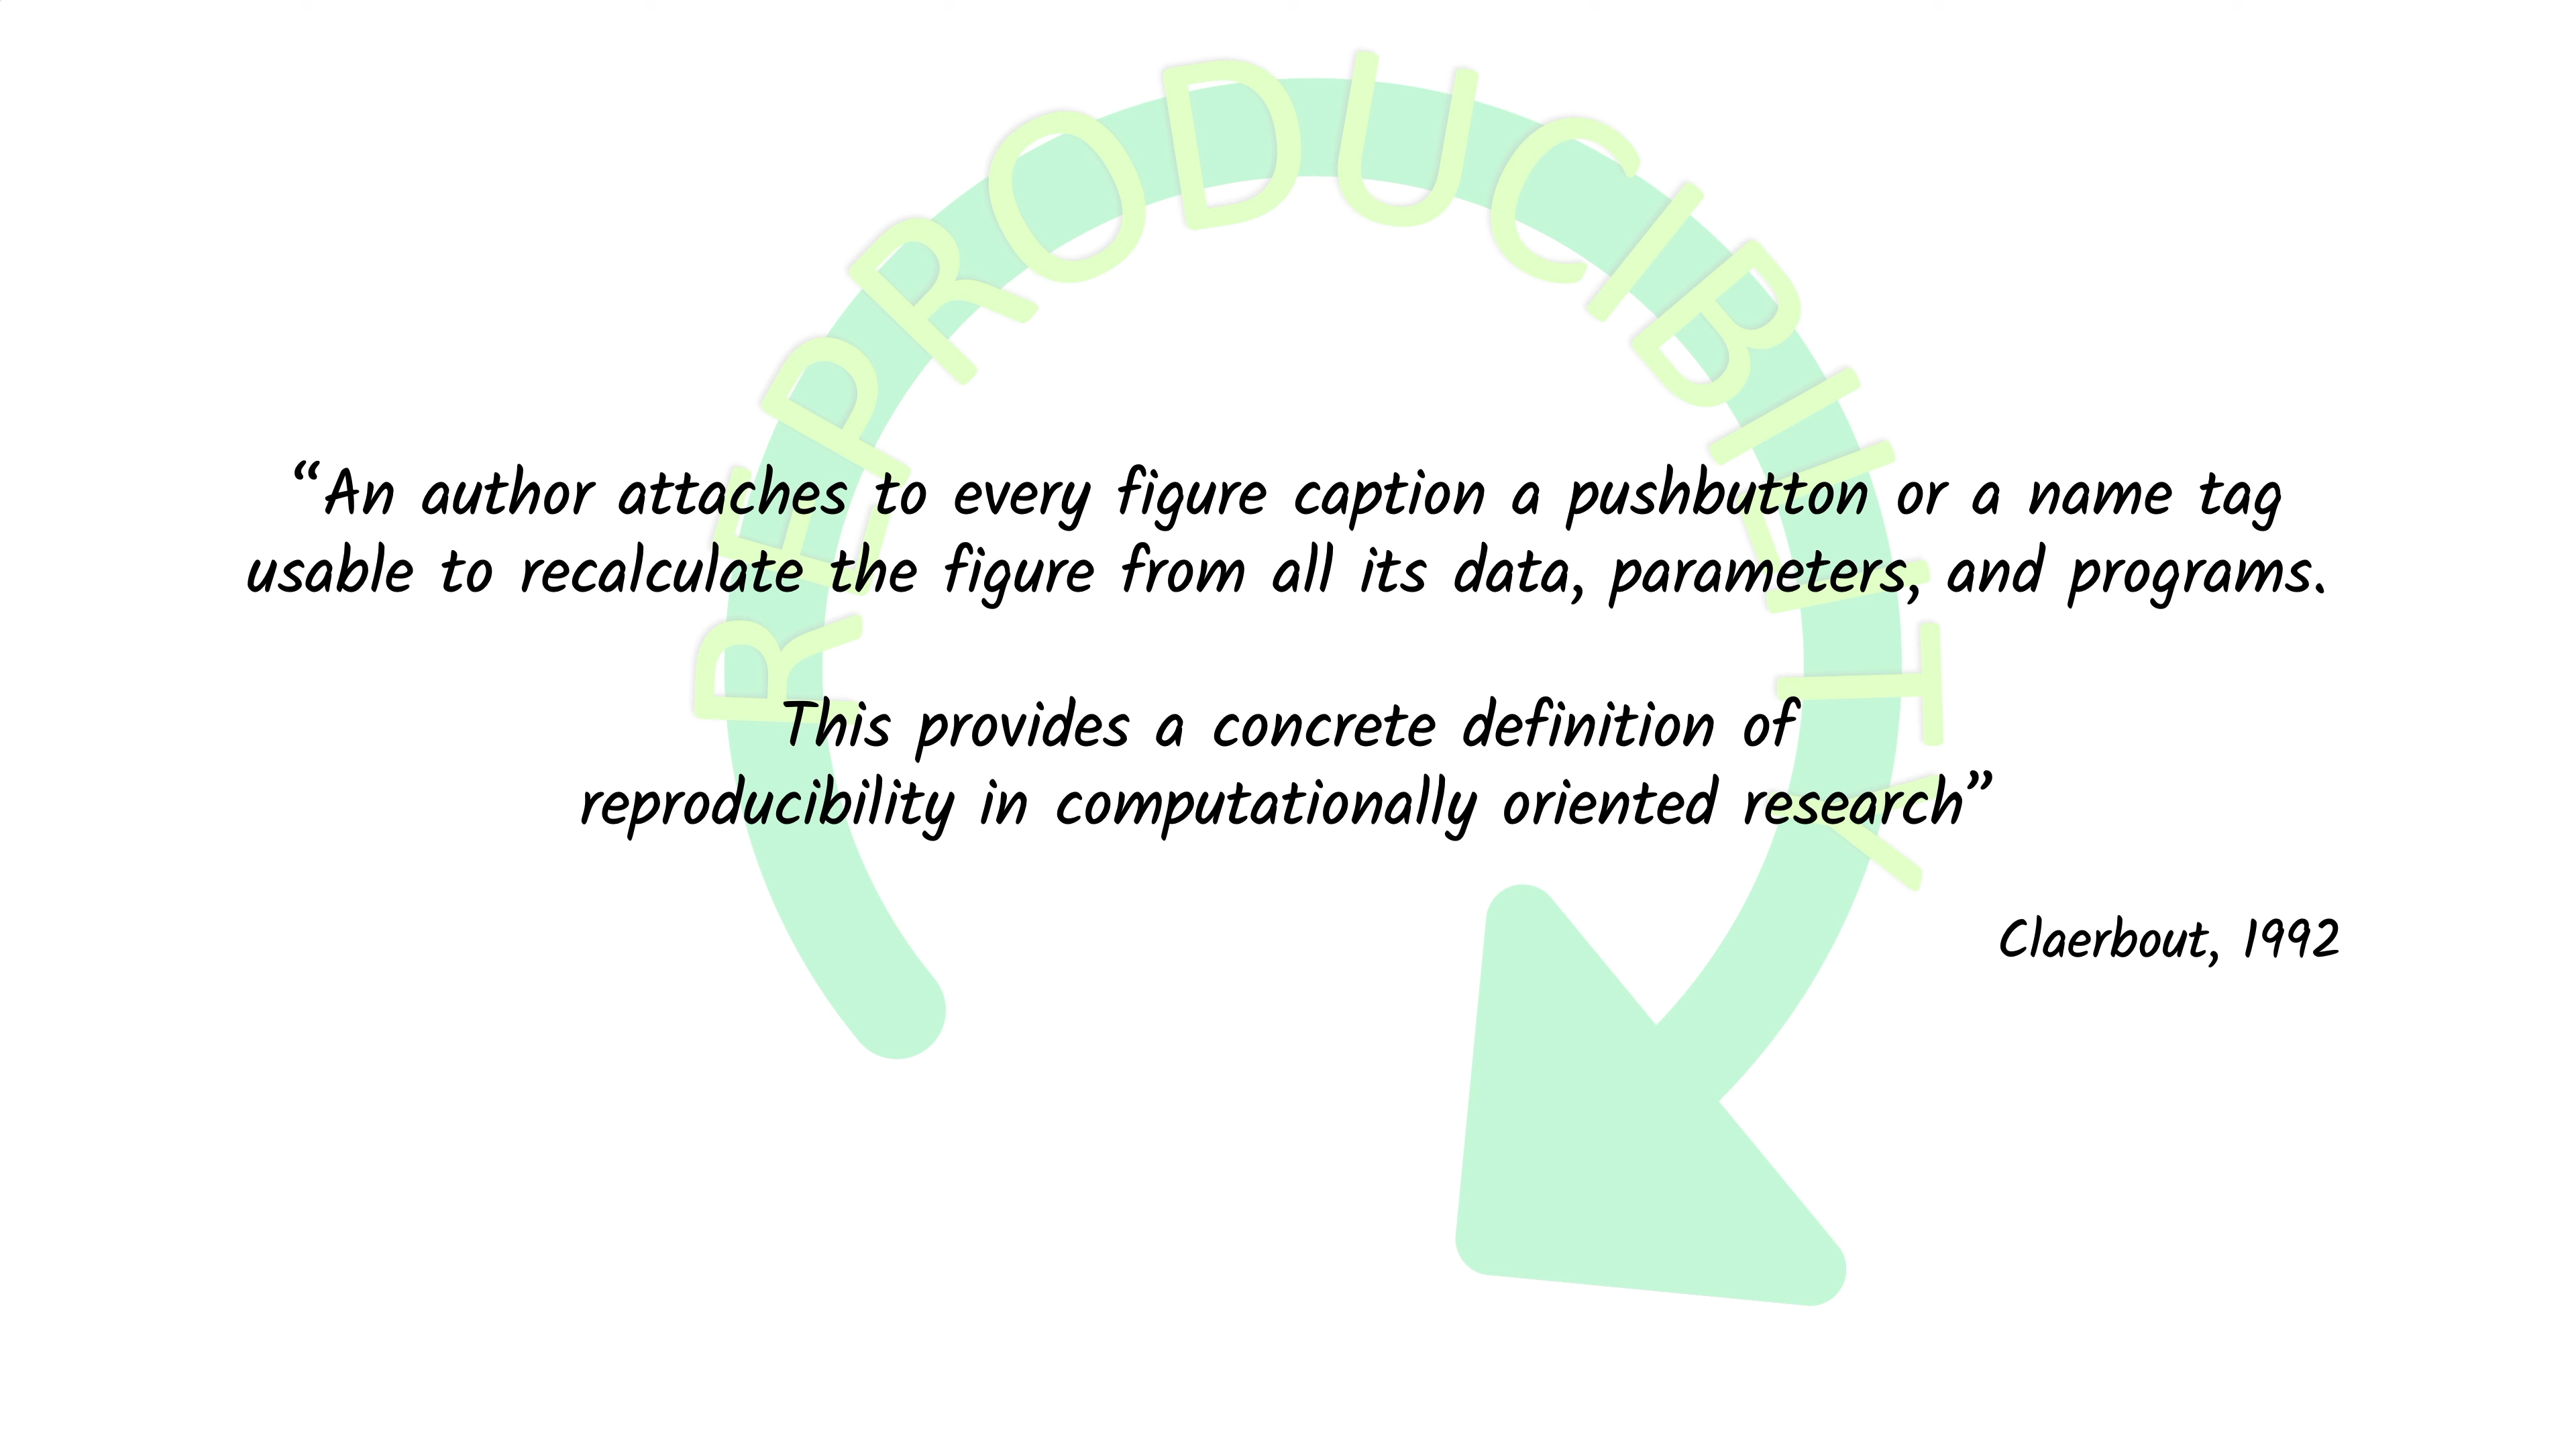 REPRODUCIBILITY
“An author attaches to every figure caption a pushbutton or a name tag
usable to recalculate the figure from all its data, parameters, and programs.
This provides a concrete definition of
reproducibility in computationally oriented research”
Claerbout, 1992